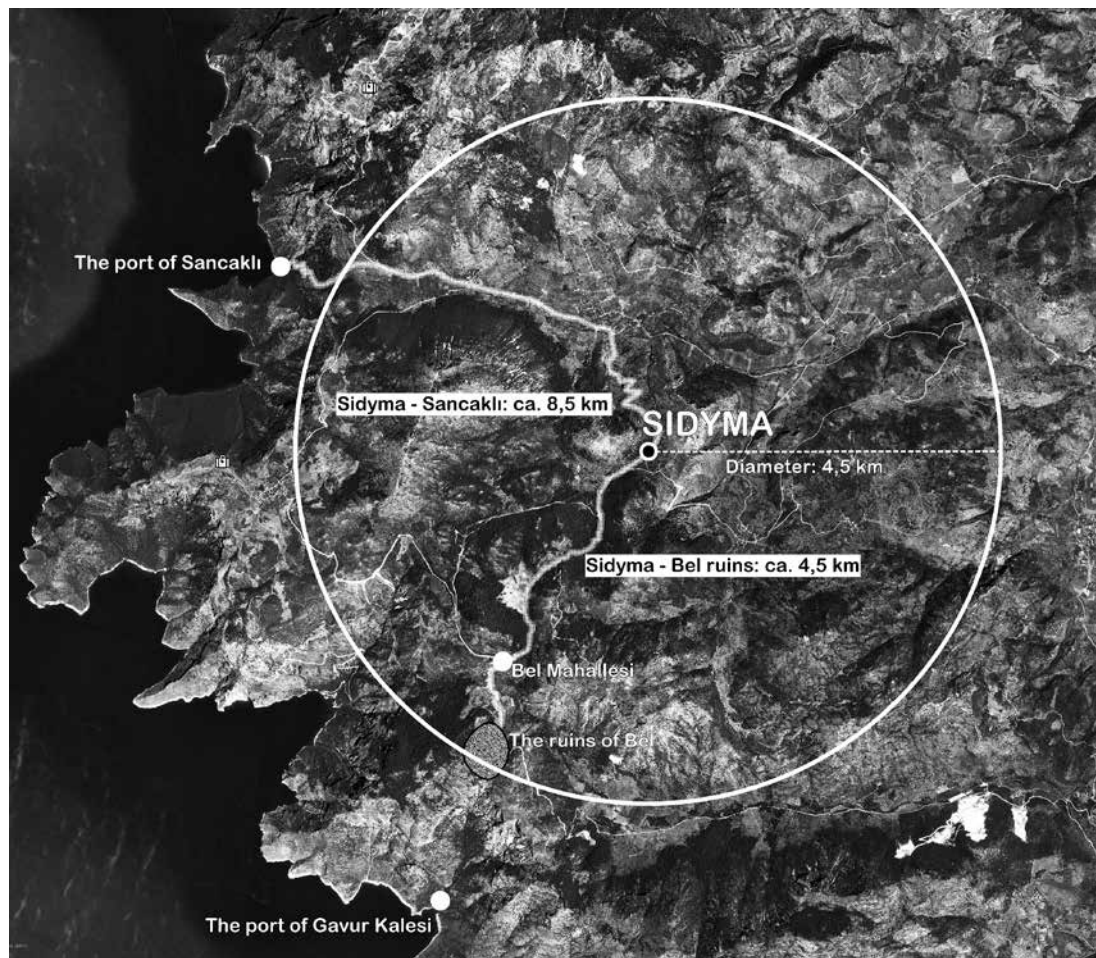 The port of Sancaklı
Sidyma - Sancaklı: ca. 8,5 km
SIDYMA
Diameter: 4,5 km
Sidyma - Bel ruins: ca. 4,5 km
Bel Mahallesi
The ruins of Bel
The port of Gavur Kalesi